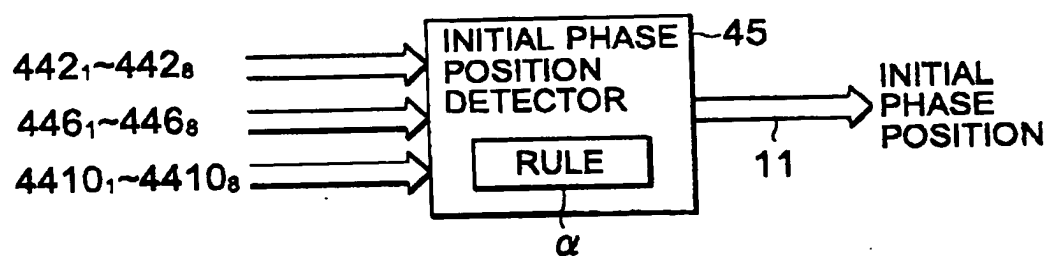 442₁~442₈
446₁~446₈
4410₁~4410₈
INITIAL PHASE
POSITION
DETECTOR
RULE
α
45
11
INITIAL
PHASE
POSITION